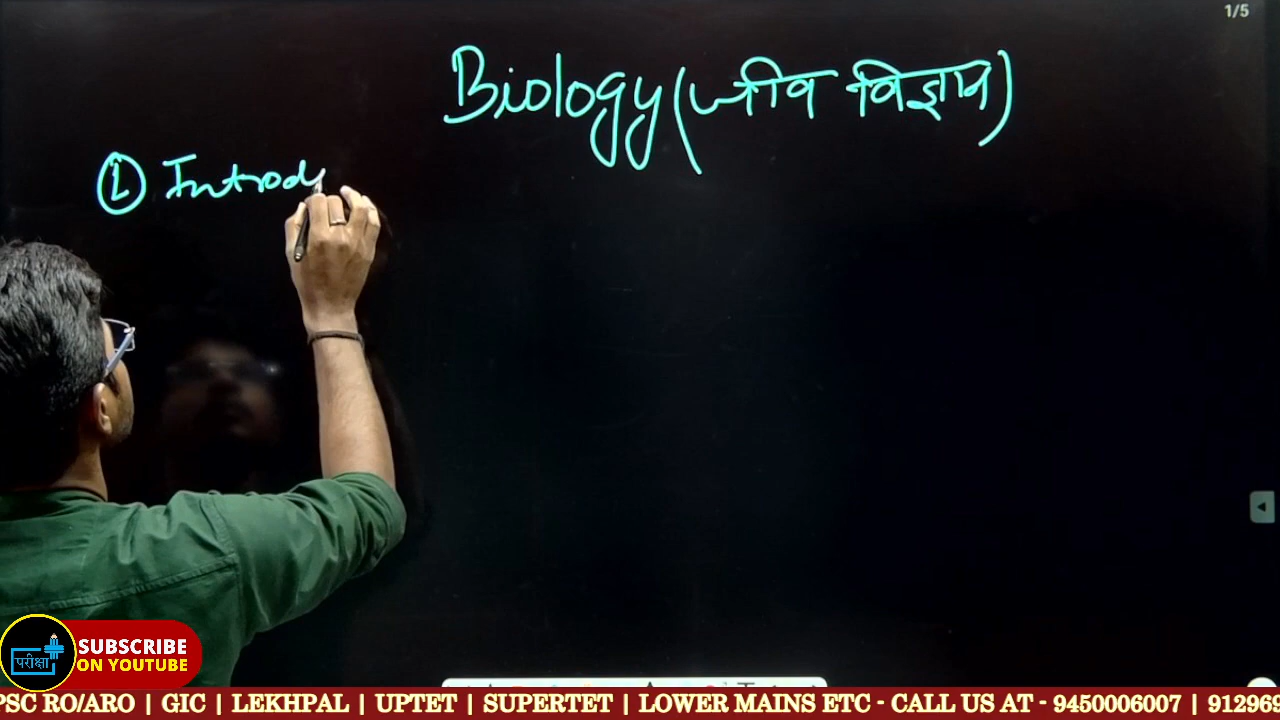 1/5
Biology (जीव विज्ञान)
① Introd
परीक्षा
SUBSCRIBE
ON YOUTUBE
PSC RO/ARO | GIC | LEKHPAL | UPTET | SUPERTET | LOWER MAINS ETC - CALL US AT - 9450006007 | 912969